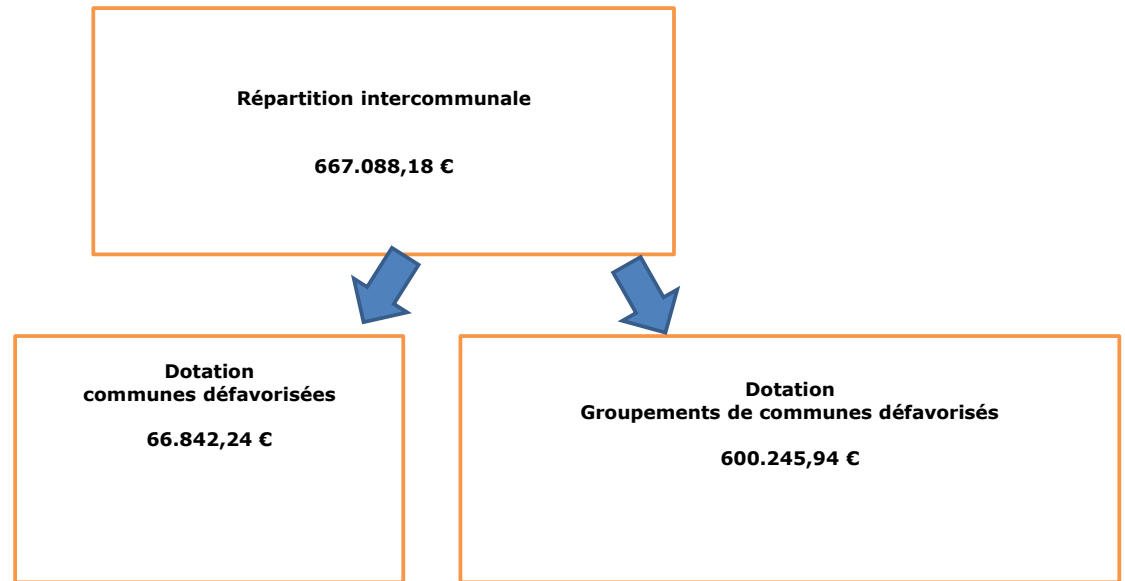 Répartition intercommunale
667.088,18 €
Dotation
communes défavorisées
66.842,24 €
Dotation
Groupements de communes défavorisés
600.245,94 €